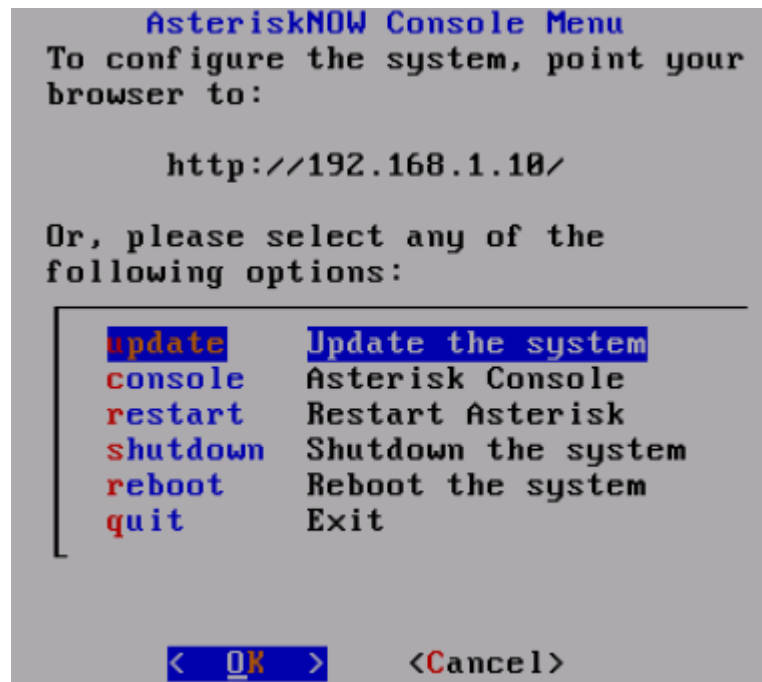 AsteriskNOW Console Menu
To configure the system, point your
browser to:
http://192.168.1.10/
Or, please select any of the
following options:
update Update the system
console Asterisk Console
restart Restart Asterisk
shutdown Shutdown the system
reboot Reboot the system
quit Exit
< OK > <Cancel>